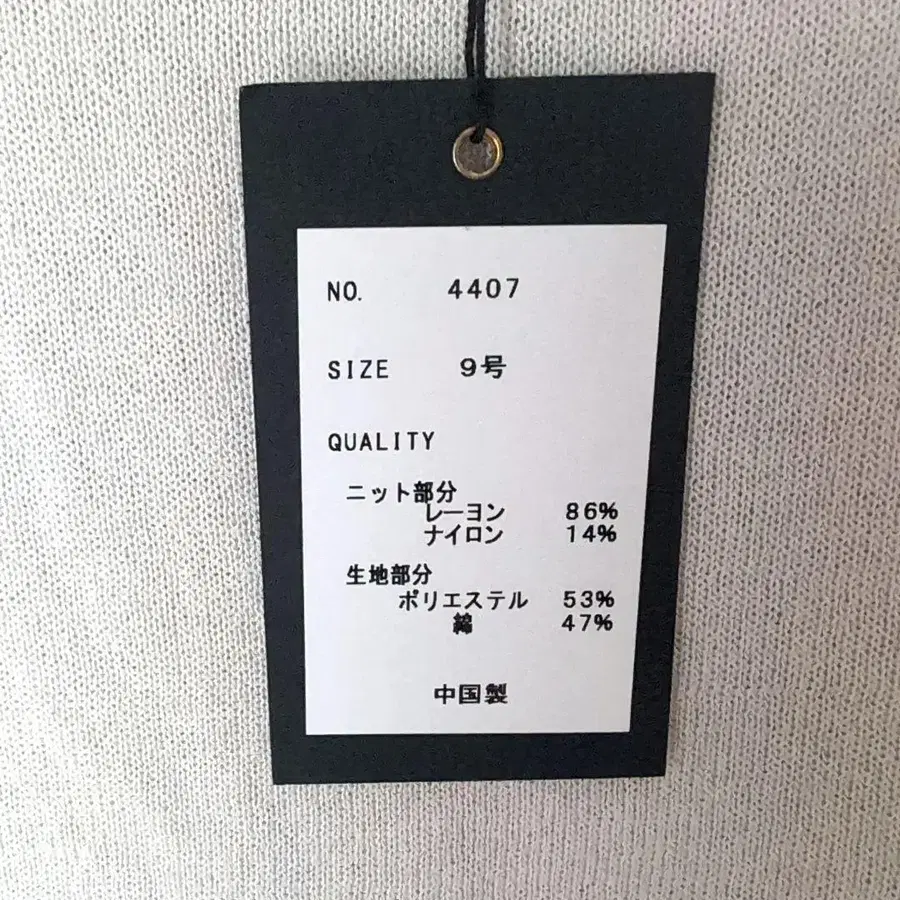 NO. 4407
SIZE 9号
QUALITY
ニット部分
レーヨン 86%
ナイロン 14%
生地部分
ポリエステル 53%
綿 47%
中国製